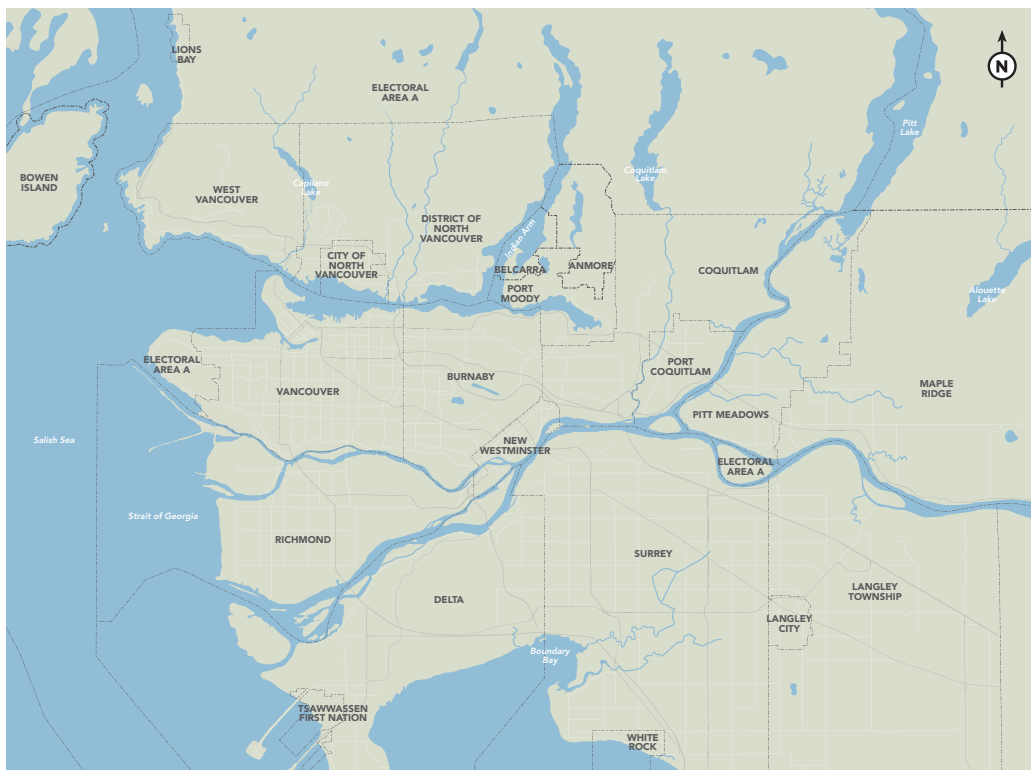 LIONS
BAY
ELECTORAL
AREA A
N
Pitt
Lake
BOWEN
ISLAND
WEST
VANCOUVER
Capilano
Lake
Coquitlam
Lake
DISTRICT OF
NORTH
VANCOUVER
Indian Arm
CITY OF
NORTH
VANCOUVER
BELCARRA
ANMORE
COQUITLAM
PORT
MOODY
Alouette
Lake
ELECTORAL
AREA A
VANCOUVER
BURNABY
PORT
COQUITLAM
MAPLE
RIDGE
PITT MEADOWS
Salish Sea
NEW
WESTMINSTER
ELECTORAL
AREA A
Strait of Georgia
RICHMOND
SURREY
DELTA
LANGLEY
TOWNSHIP
LANGLEY
CITY
Boundary
Bay
TSAWWASSEN
FIRST NATION
WHITE
ROCK